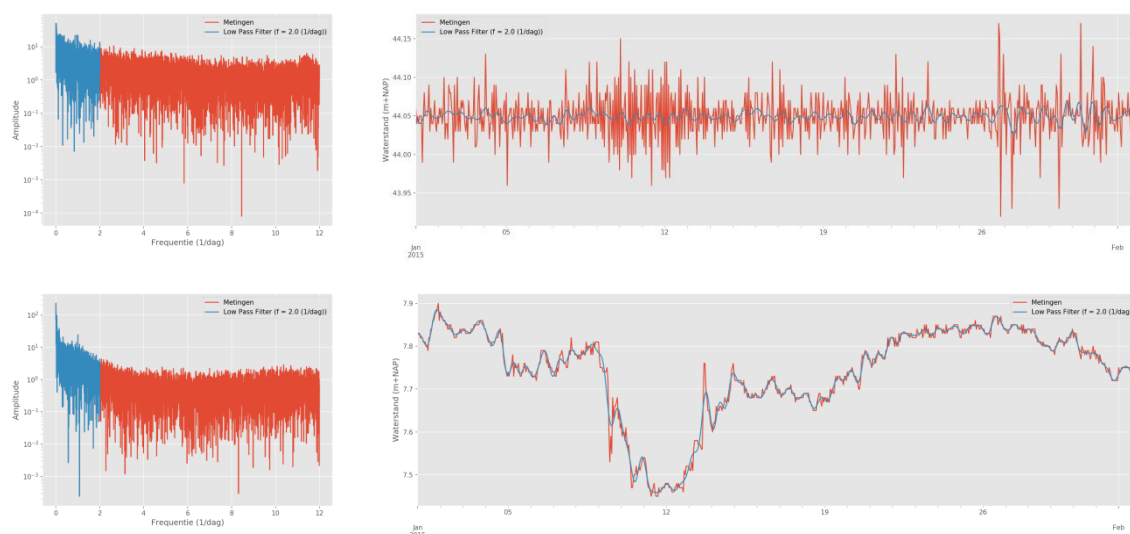 Metingen
Low Pass Filter (f = 2.0 (1/dag))
10¹
10⁰
10⁻¹
10⁻²
10⁻³
10⁻⁴
Amplitude
0 2 4 6 8 10 12
Frequentie (1/dag)
Metingen
Low Pass Filter (f = 2.0 (1/dag))
44.15
44.10
44.05
44.00
43.95
Waterstand (m+NAP)
05 12 19 26
Jan Feb
2015
Metingen
Low Pass Filter (f = 2.0 (1/dag))
10²
10¹
10⁰
10⁻¹
10⁻²
10⁻³
Amplitude
0 2 4 6 8 10 12
Frequentie (1/dag)
Metingen
Low Pass Filter (f = 2.0 (1/dag
7.9
7.8
7.7
7.6
7.5
Waterstand (m+NAP)
05 12 19 26
Jan Feb